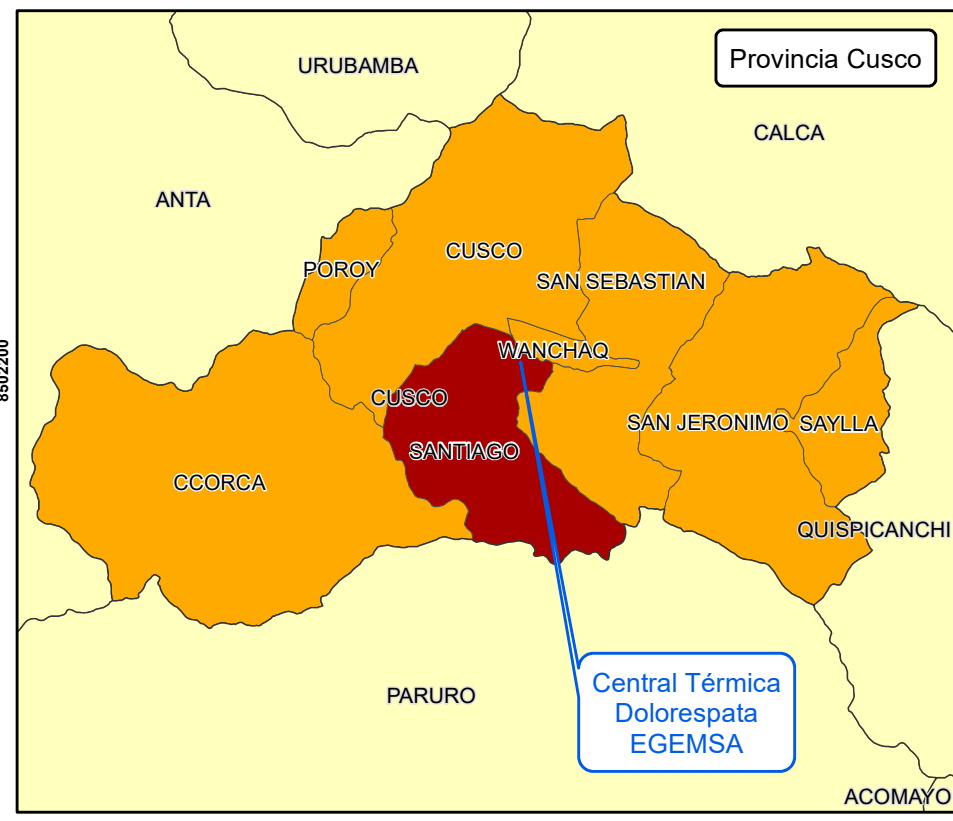 Provincia Cusco
URUBAMBA
CALCA
ANTA
CUSCO
POROY
SAN SEBASTIAN
8502200
WANCHAQ
CUSCO
SAN JERONIMO
SAYLLA
SANTIAGO
CCORCA
QUISPICANCHI
PARURO
Central Térmica
Dolorespata
EGEMSA
ACOMAYO